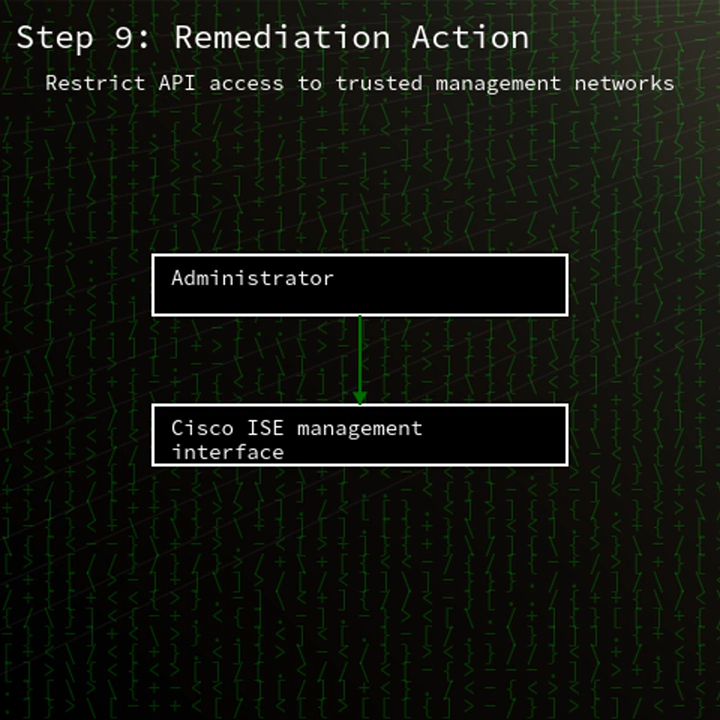 Step 9: Remediation Action
Restrict API access to trusted management networks
Administrator
Cisco ISE management
interface